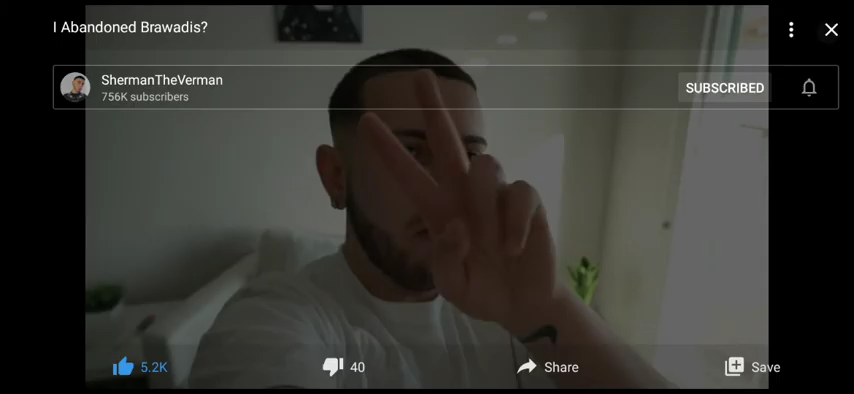 I Abandoned Brawadis?
ShermanTheVerman
756K subscribers
SUBSCRIBED
5.2K
40
Share
Save